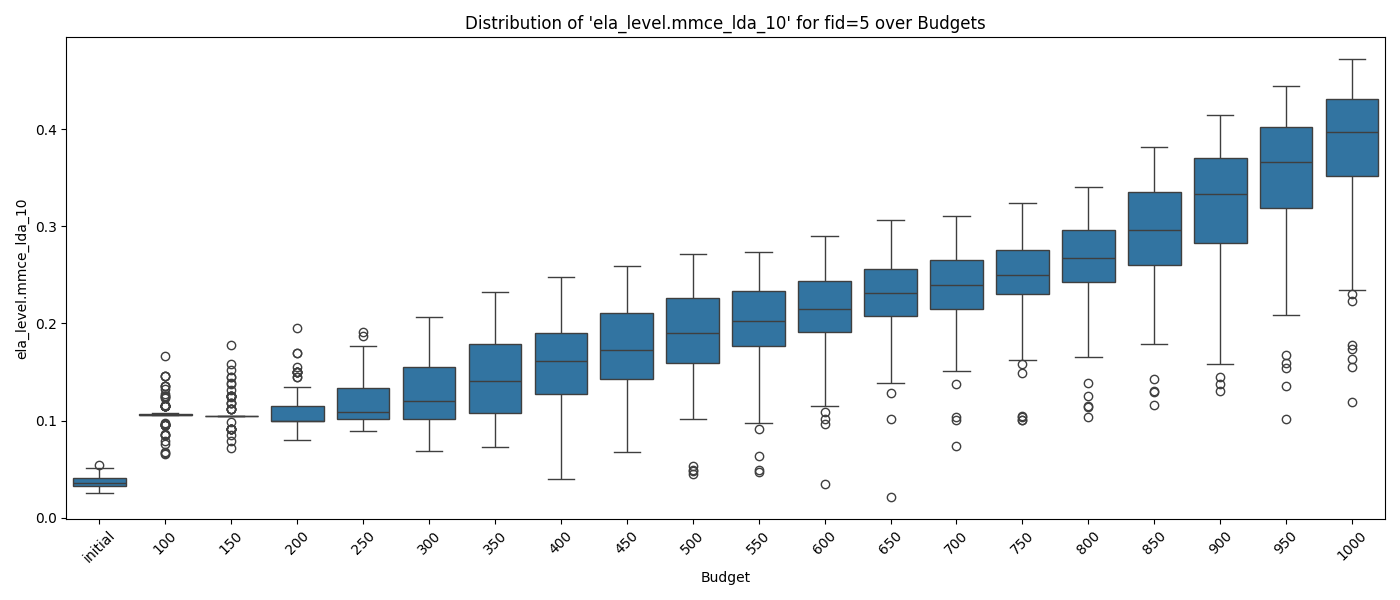 Distribution of 'ela_level.mmce_lda_10' for fid=5 over Budgets
ela_level.mmce_lda_10
0.4
0.3
0.2
0.1
0.0
initial 100 150 200 250 300 350 400 450 500 550 600 650 700 750 800 850 900 950 1000
Budget